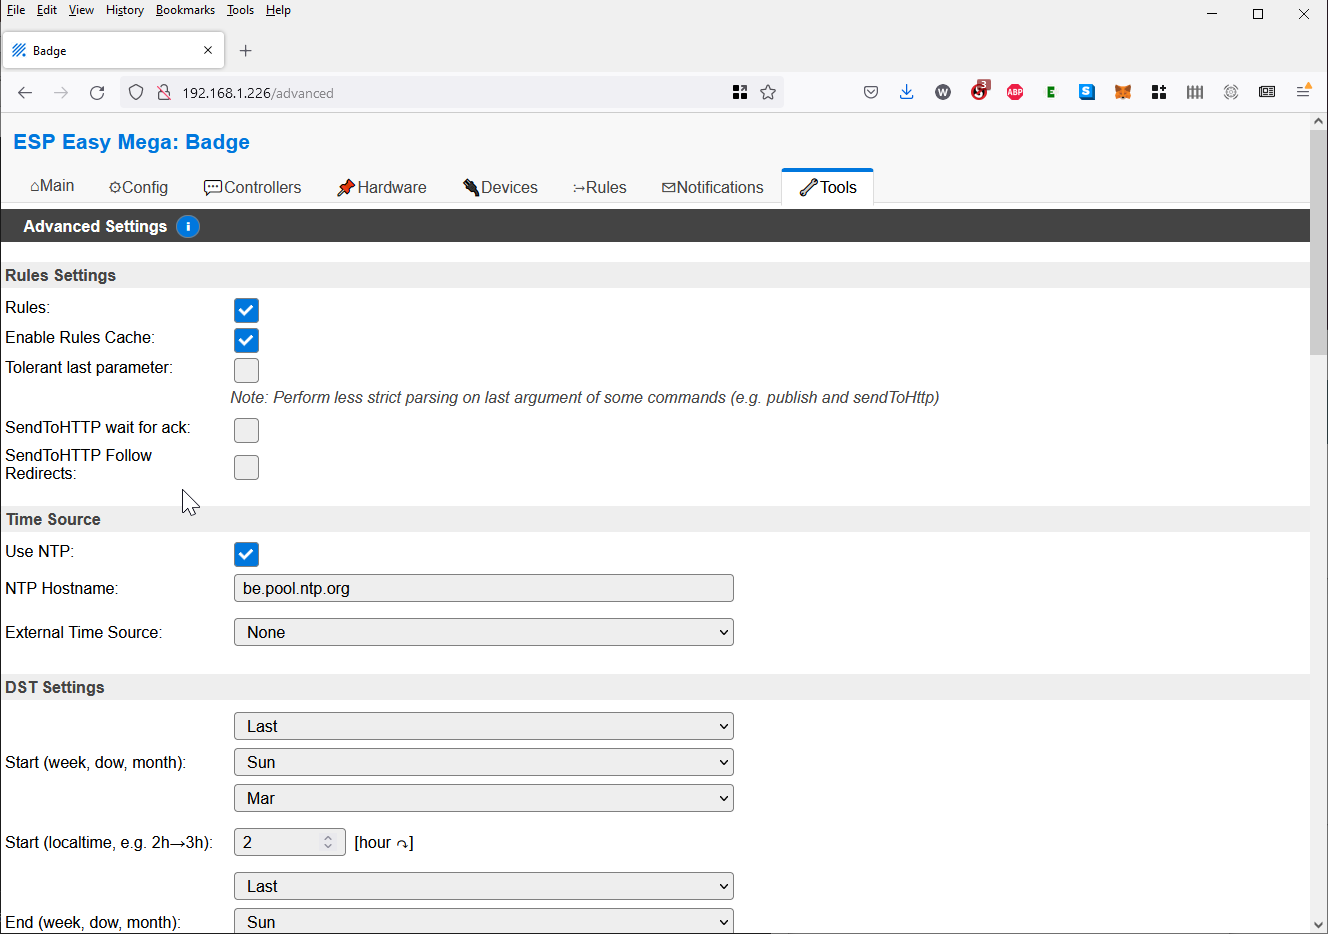 File Edit View History Bookmarks Tools Help
Badge
192.168.1.226/advanced
W
3
ABP
E
S
ESP Easy Mega: Badge
Main Config Controllers Hardware Devices Rules Notifications Tools
Advanced Settings i
Rules Settings
Rules:
Enable Rules Cache:
Tolerant last parameter:
Note: Perform less strict parsing on last argument of some commands (e.g. publish and sendToHttp)
SendToHTTP wait for ack:
SendToHTTP Follow
Redirects:
Time Source
Use NTP:
NTP Hostname: be.pool.ntp.org
External Time Source: None
DST Settings
Last
Start (week, dow, month): Sun
Mar
Start (localtime, e.g. 2h→3h): 2 [hour ↷]
Last
End (week, dow, month): Sun